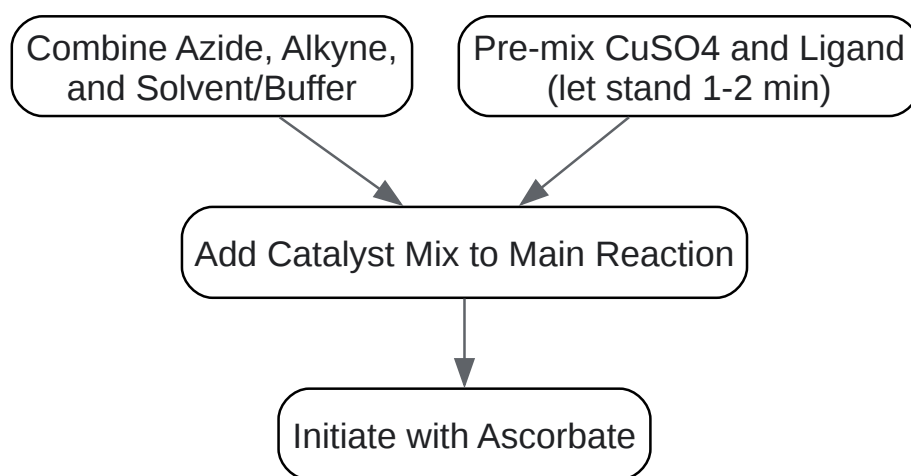 Combine Azide, Alkyne,
and Solvent/Buffer
Pre-mix CuSO4 and Ligand
(let stand 1-2 min)
Add Catalyst Mix to Main Reaction
Initiate with Ascorbate